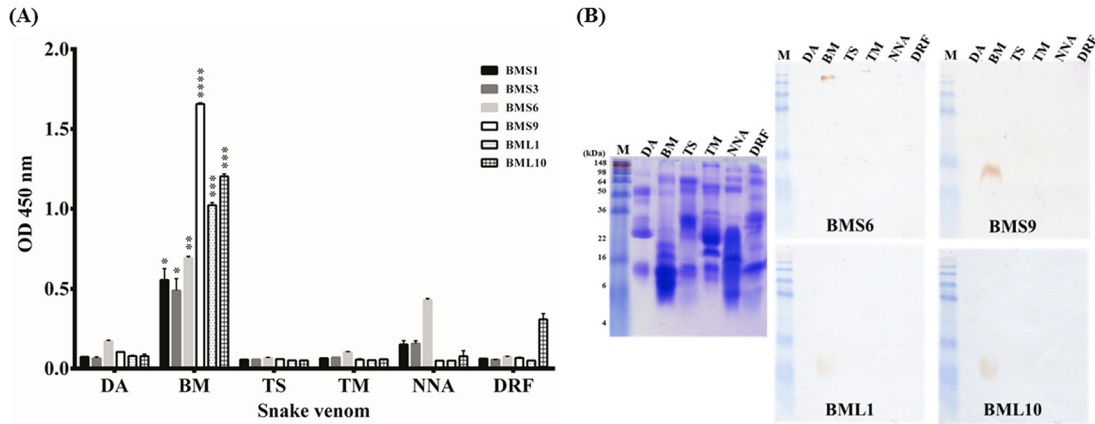 (A)
2.0
1.5
1.0
0.5
0.0
OD 450 nm
* * ** **** *** ***
BMS1
BMS3
BMS6
BMS9
BML1
BML10
DA BM TS TM NNA DRF
Snake venom
(B)
(kDa) M DA BM TS TM NNA DRF
148
98
64
50
36
22
16
6
4
M DA BM TS TM NNA DRF
BMS6
M DA BM TS TM NNA DRF
BMS9
BML1
BML10